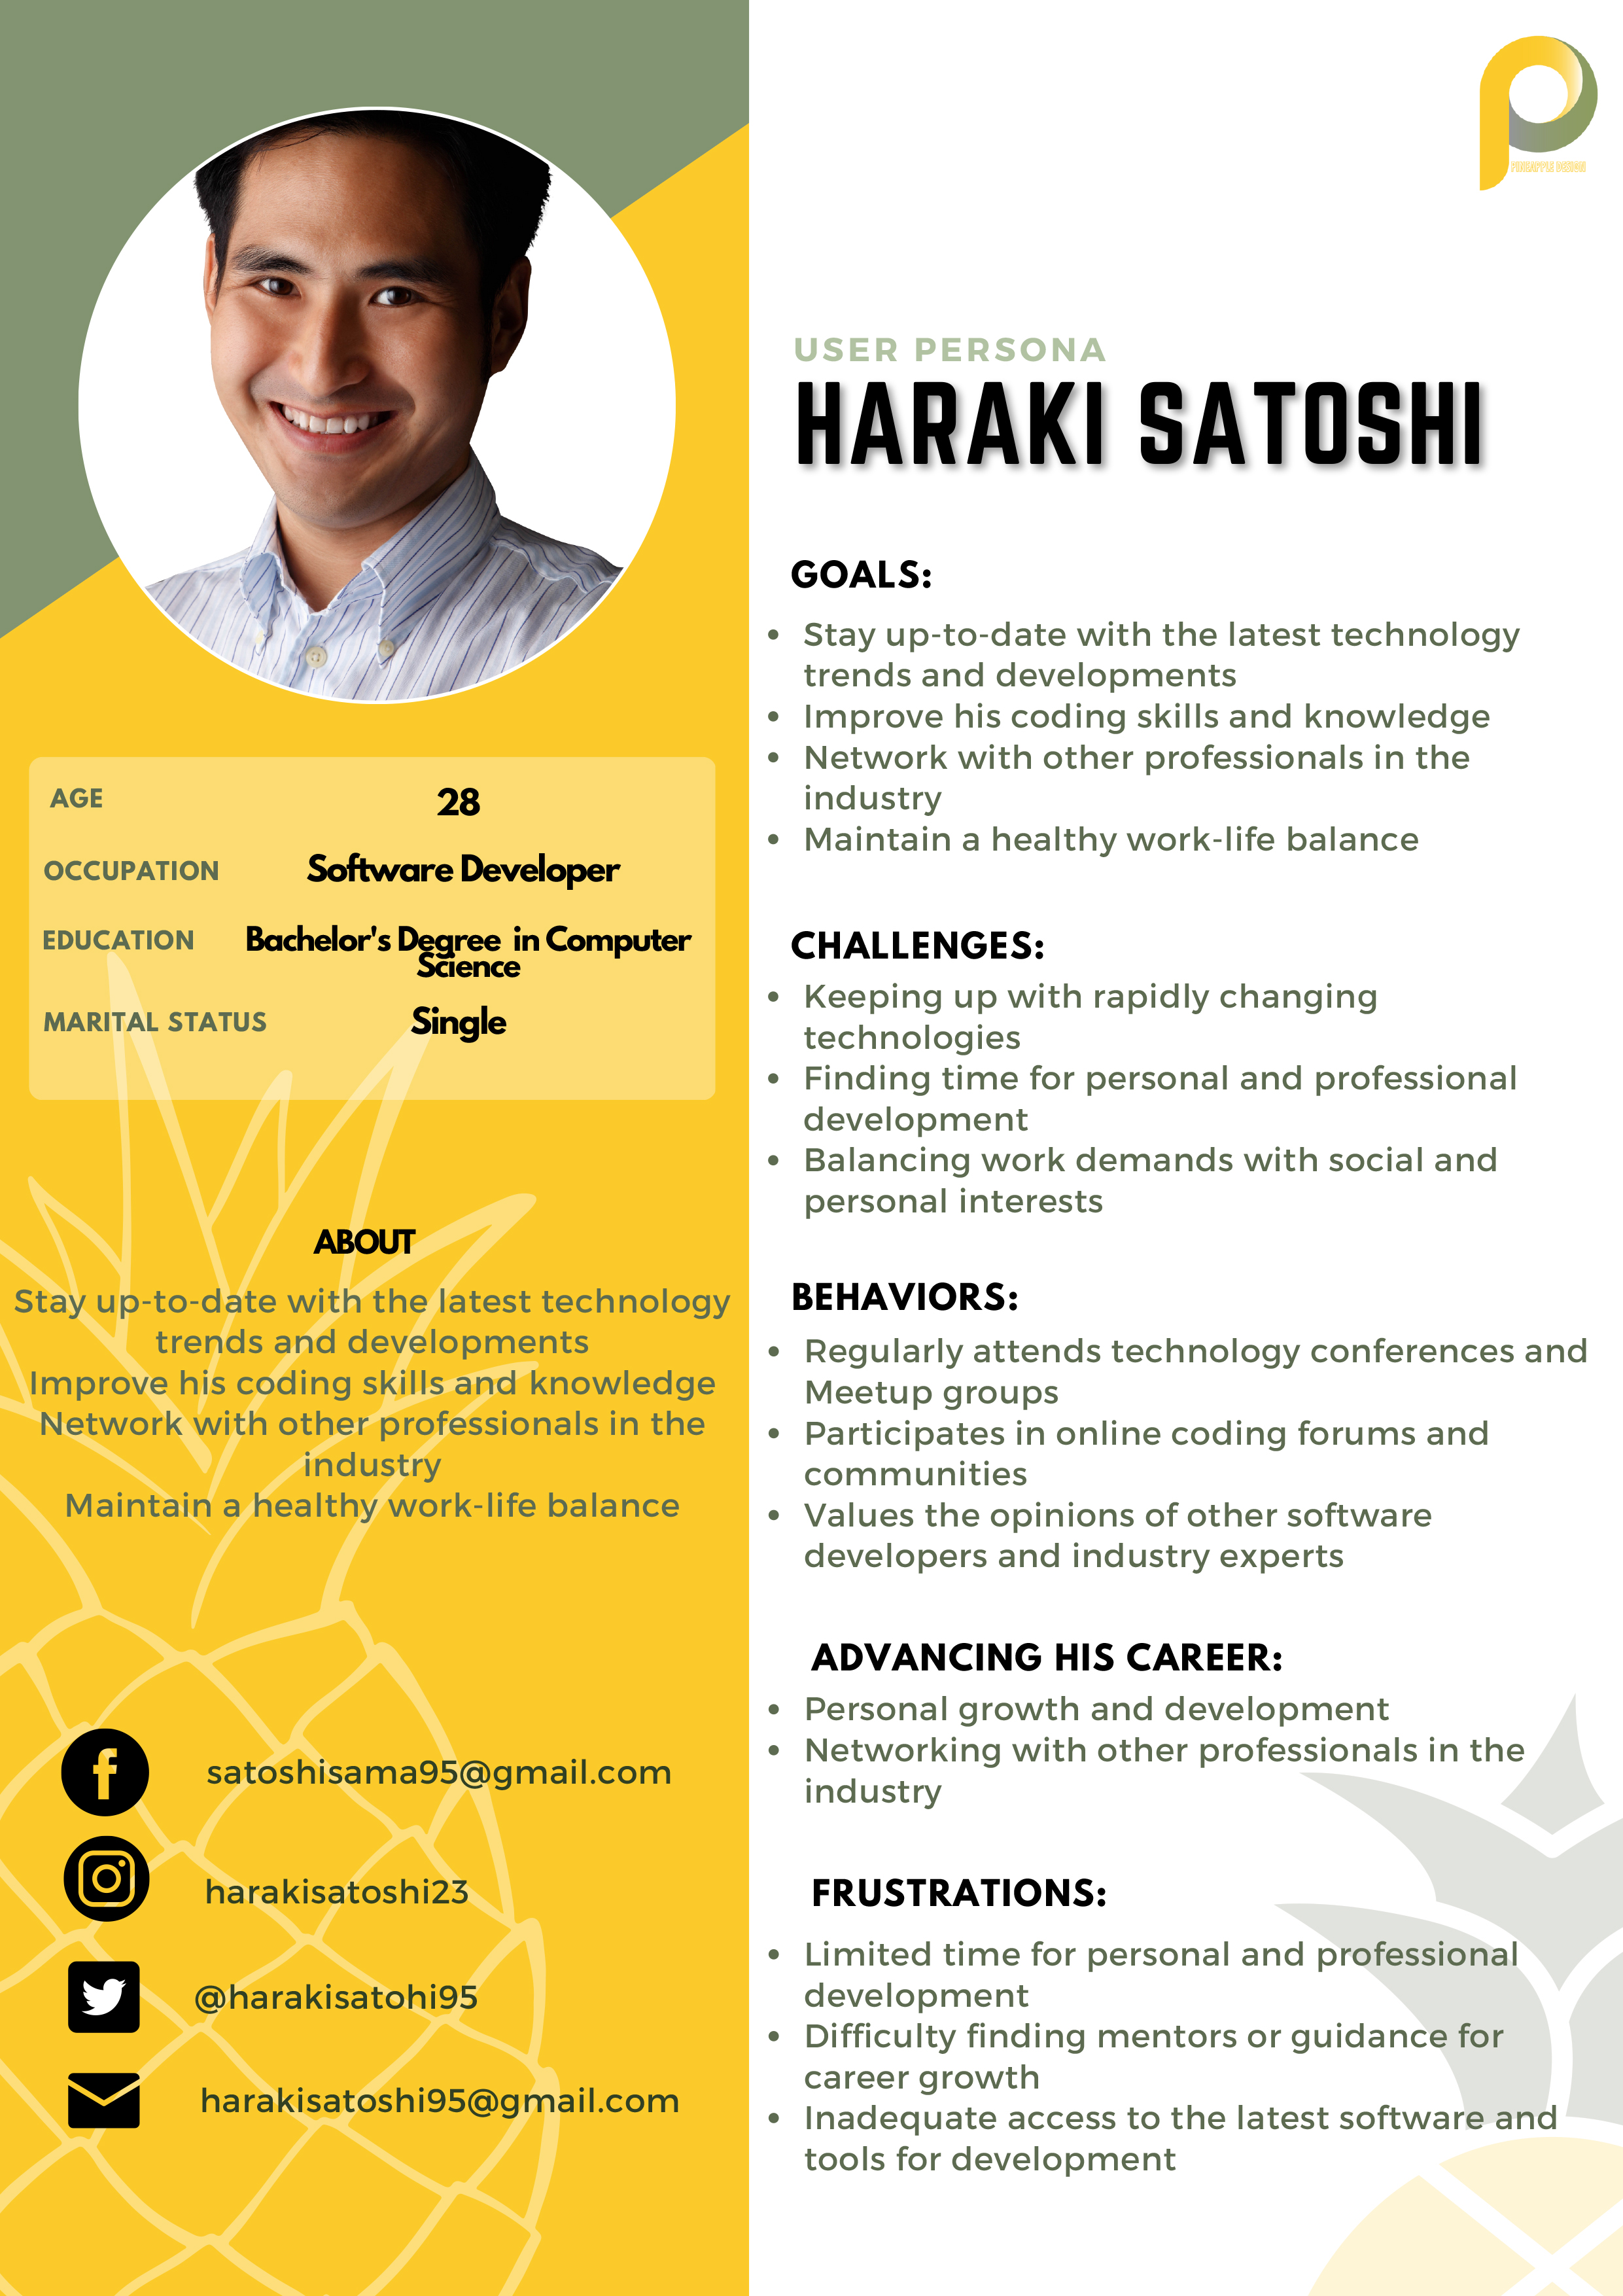 PINEAPPLE DESIGN
USER PERSONA
HARAKI SATOSHI
AGE
28
OCCUPATION
Software Developer
EDUCATION
Bachelor's Degree in Computer
Science
MARITAL STATUS
Single
ABOUT
Stay up-to-date with the latest technology
trends and developments
Improve his coding skills and knowledge
Network with other professionals in the
industry
Maintain a healthy work-life balance
satoshisama95@gmail.com
harakisatoshi23
@harakisatohi95
harakisatoshi95@gmail.com
GOALS:
• Stay up-to-date with the latest technology
trends and developments
• Improve his coding skills and knowledge
• Network with other professionals in the
industry
• Maintain a healthy work-life balance
CHALLENGES:
• Keeping up with rapidly changing
technologies
• Finding time for personal and professional
development
• Balancing work demands with social and
personal interests
BEHAVIORS:
• Regularly attends technology conferences and
Meetup groups
• Participates in online coding forums and
communities
• Values the opinions of other software
developers and industry experts
ADVANCING HIS CAREER:
• Personal growth and development
• Networking with other professionals in the
industry
FRUSTRATIONS:
• Limited time for personal and professional
development
• Difficulty finding mentors or guidance for
career growth
• Inadequate access to the latest software and
tools for development